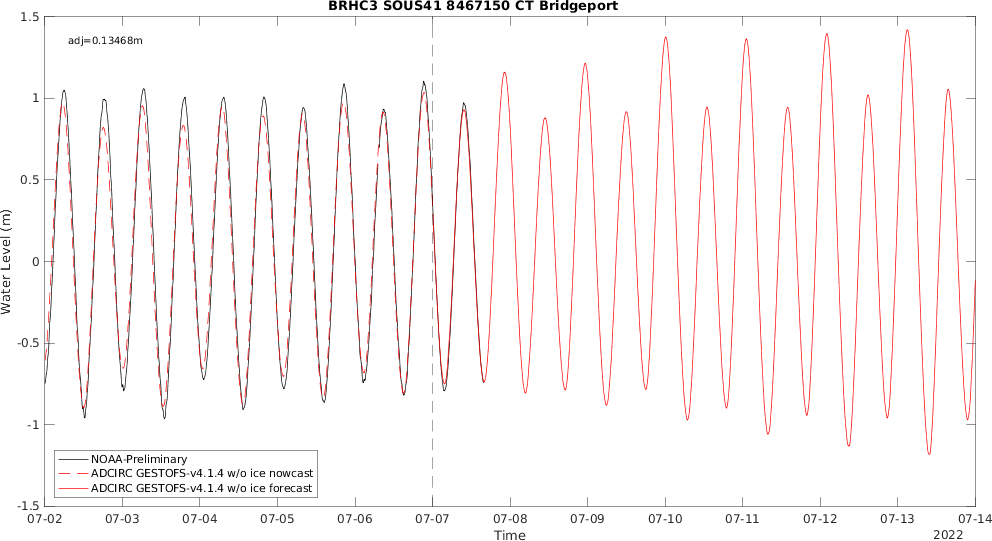 BRHC3 SOUS41 8467150 CT Bridgeport
adj=0.13468m
1.5
1
0.5
0
-0.5
-1
-1.5
Water Level (m)
NOAA-Preliminary
ADCIRC GESTOFS-v4.1.4 w/o ice nowcast
ADCIRC GESTOFS-v4.1.4 w/o ice forecast
07-02 07-03 07-04 07-05 07-06 07-07 07-08 07-09 07-10 07-11 07-12 07-13 07-14
Time
2022